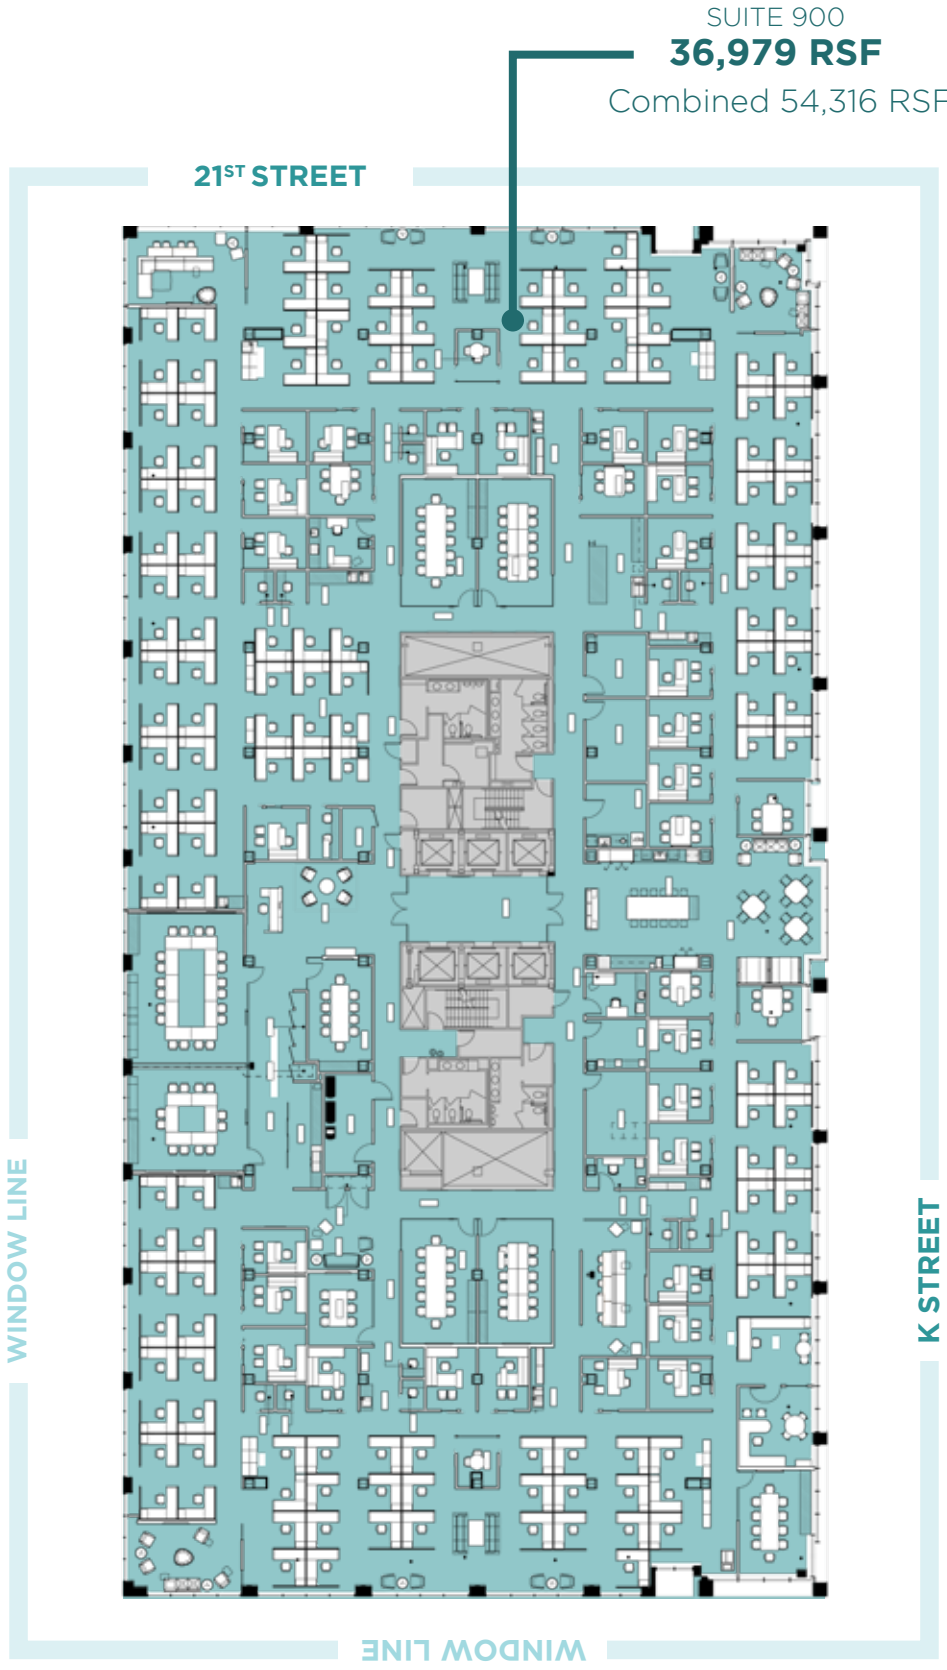 SUITE 900
36,979 RSF
Combined 54,316 RSF
21ST STREET
WINDOW LINE
K STREET
WINDOW LINE